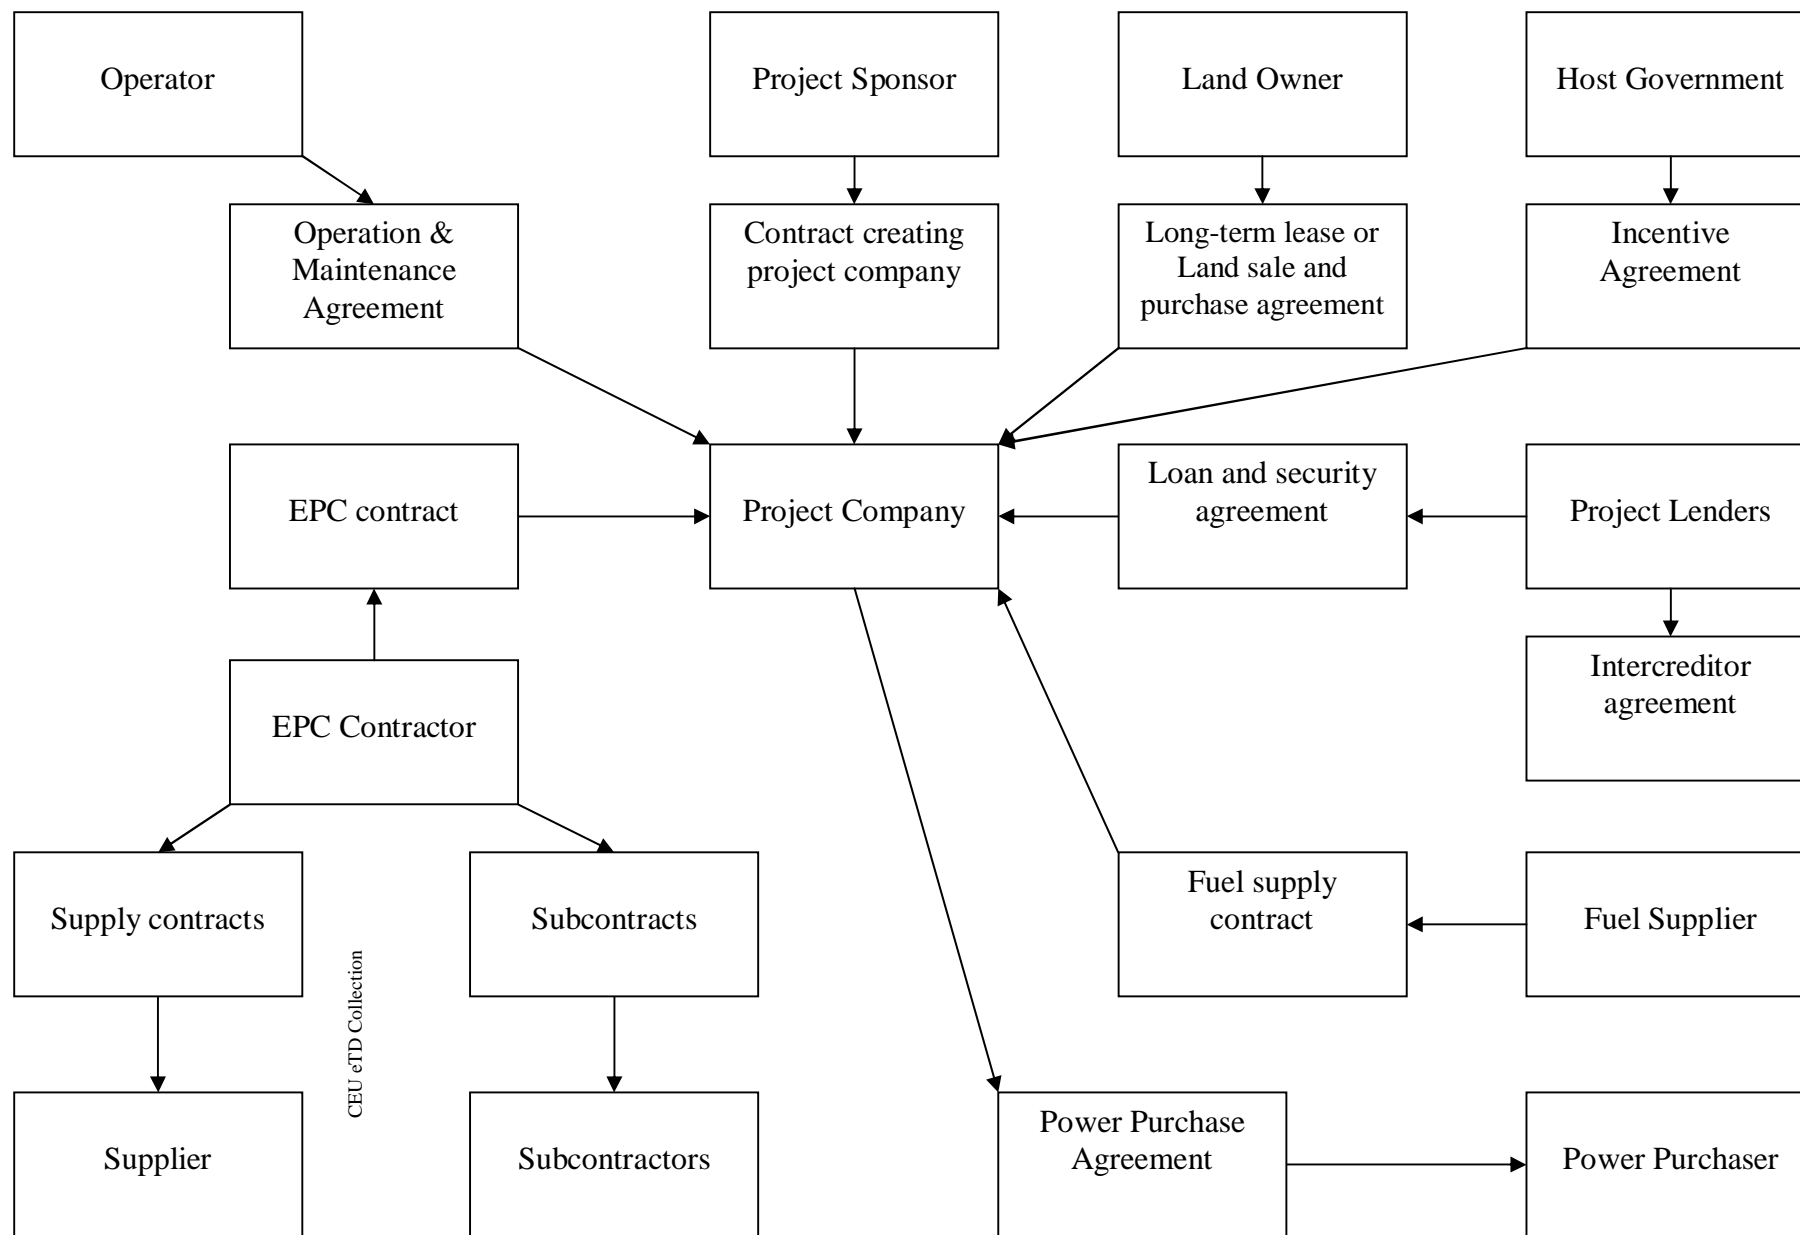 Operator
Project Sponsor
Land Owner
Host Government
Operation &
Maintenance
Agreement
Contract creating
project company
Long-term lease or
Land sale and
purchase agreement
Incentive
Agreement
EPC contract
Project Company
Loan and security
agreement
Project Lenders
Intercreditor
agreement
EPC Contractor
Supply contracts
Subcontracts
Fuel supply
contract
Fuel Supplier
CEU eTD Collection
Supplier
Subcontractors
Power Purchase
Agreement
Power Purchaser